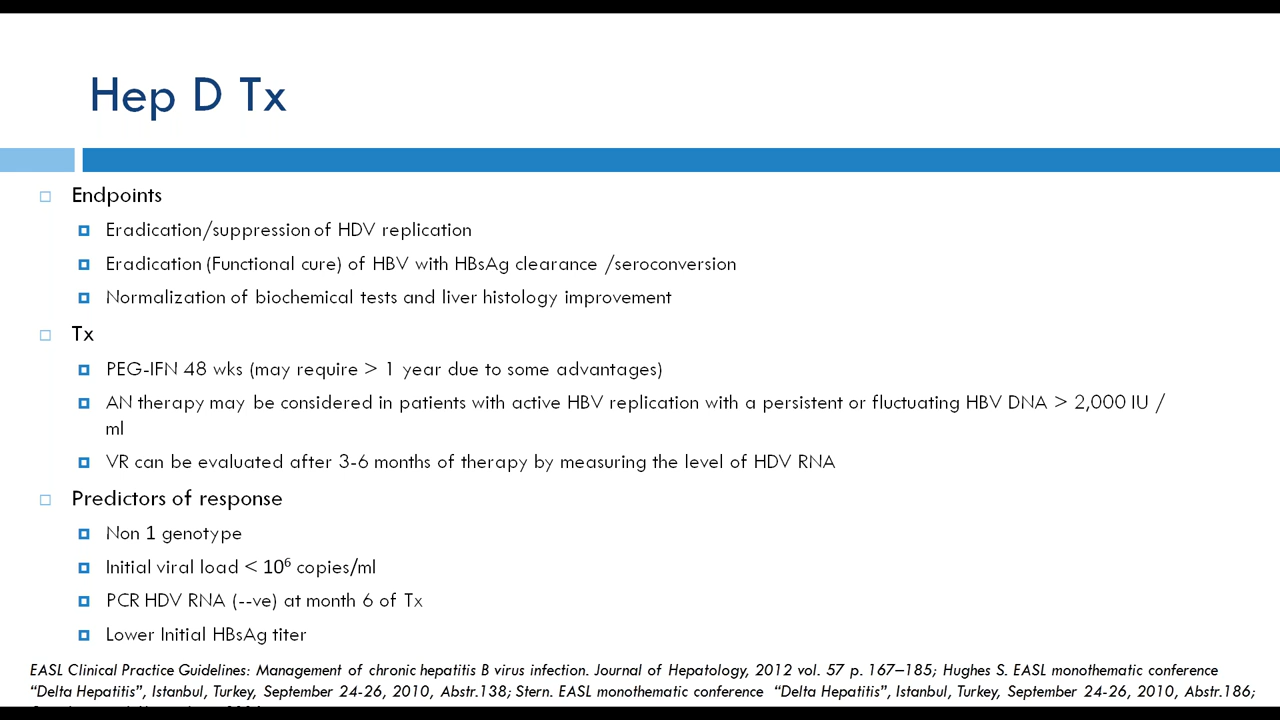 Hep D Tx
Endpoints
Eradication/suppression of HDV replication
Eradication (Functional cure) of HBV with HBsAg clearance /seroconversion
Normalization of biochemical tests and liver histology improvement
Tx
PEG-IFN 48 wks (may require > 1 year due to some advantages)
AN therapy may be considered in patients with active HBV replication with a persistent or fluctuating HBV DNA > 2,000 IU /
ml
VR can be evaluated after 3-6 months of therapy by measuring the level of HDV RNA
Predictors of response
Non 1 genotype
Initial viral load < 10⁶ copies/ml
PCR HDV RNA (--ve) at month 6 of Tx
Lower Initial HBsAg titer
EASL Clinical Practice Guidelines: Management of chronic hepatitis B virus infection. Journal of Hepatology, 2012 vol. 57 p. 167–185; Hughes S. EASL monothematic conference
“Delta Hepatitis”, Istanbul, Turkey, September 24-26, 2010, Abstr.138; Stern. EASL monothematic conference “Delta Hepatitis”, Istanbul, Turkey, September 24-26, 2010, Abstr.186;